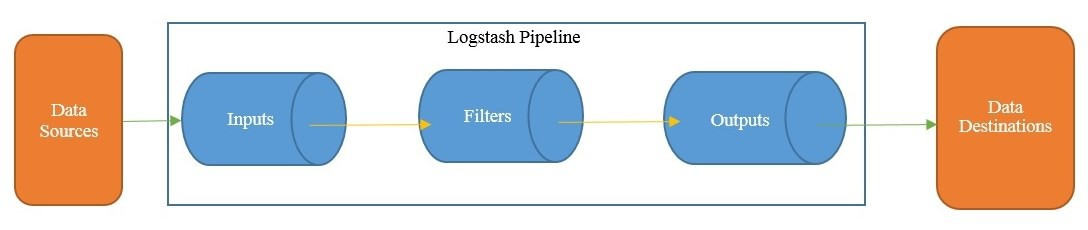 Logstash Pipeline
Data
Sources
Inputs
Filters
Outputs
Data
Destinations